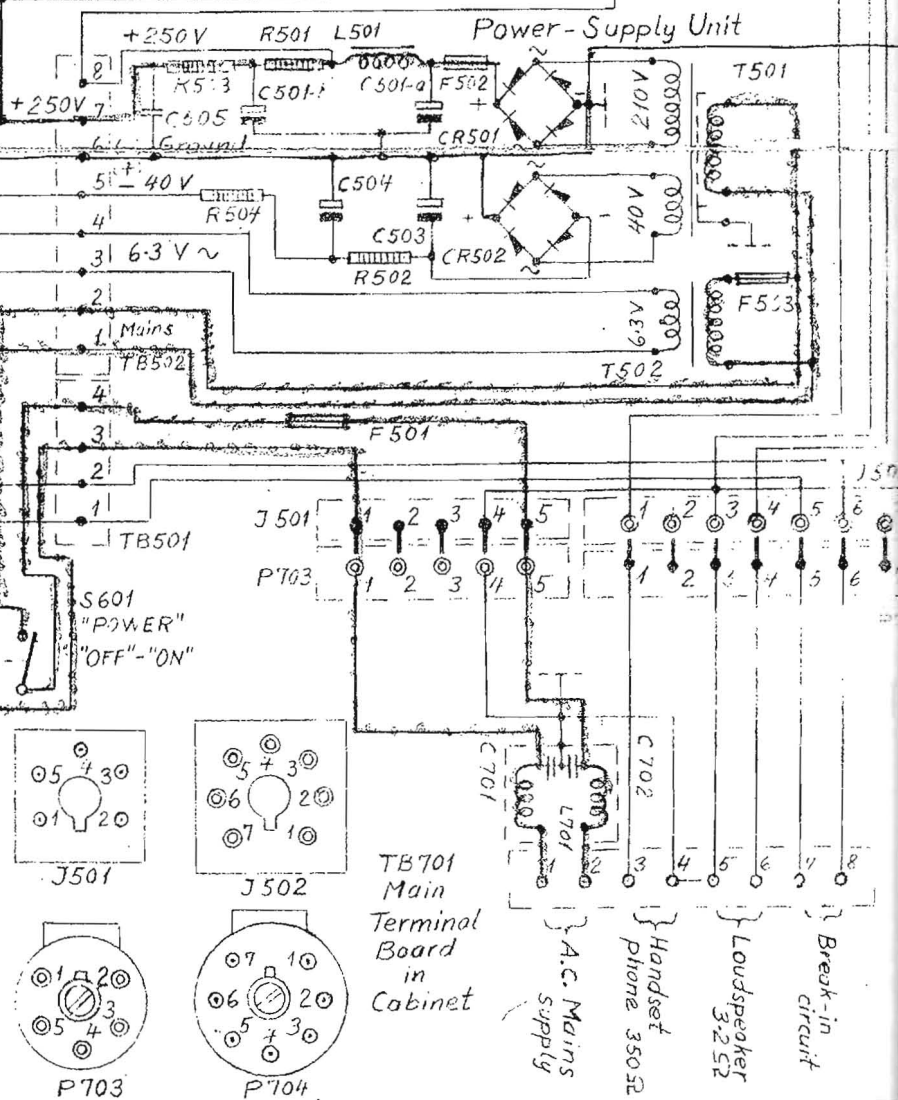 Power-Supply Unit
+250V
R501
L501
8
R503
C501-a
F502
T501
210V
+250V
7
C505
CR501
6
Ground
5
-40V
C504
R504
40V
4
C503
CR502
R502
3
6.3V~
2
6.3V
F503
1
Mains
TB502
T502
4
F501
3
2
1
TB501
J501
1 2 3 4 5
1 2 3 4 5 6
P703
1 2 3 4 5
1 2 3 4 5 6
S601
"POWER"
"OFF"-"ON"
C701
C702
L701
1 2 3 4 5 6 7 8
5 4 3
1 2
J501
5 4 3
6 2
7 1
J502
TB701
Main
Terminal
Board
in
Cabinet
A.C. Mains
supply
Handset
phone 350Ω
Loudspeaker
3.2Ω
Break-in
circuit
1 2
3
5 4
P703
7 1
6 2
5 4 3
P704